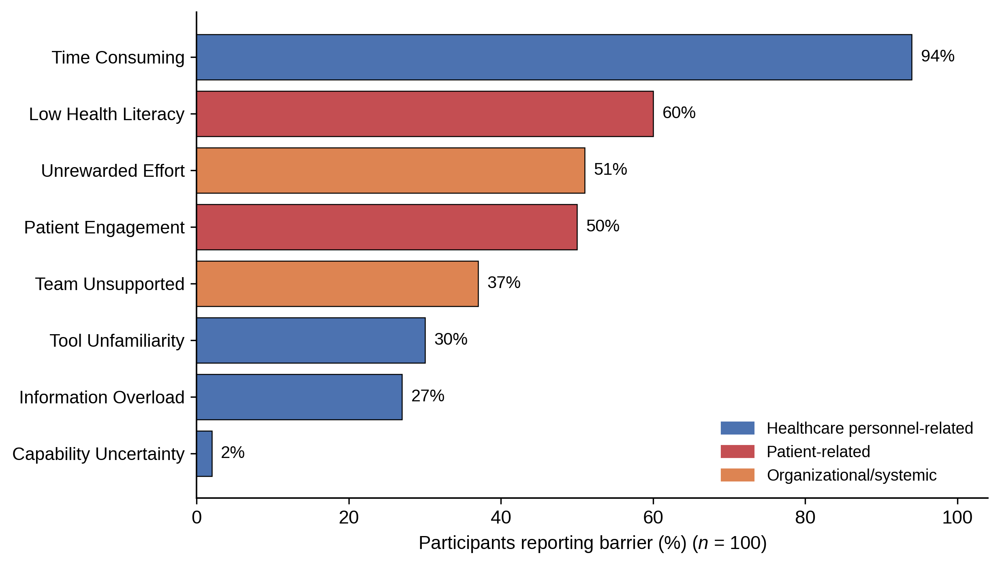 Time Consuming
94%
Low Health Literacy
60%
Unrewarded Effort
51%
Patient Engagement
50%
Team Unsupported
37%
Tool Unfamiliarity
30%
Information Overload
27%
Capability Uncertainty
2%
Healthcare personnel-related
Patient-related
Organizational/systemic
0 20 40 60 80 100
Participants reporting barrier (%) (n = 100)